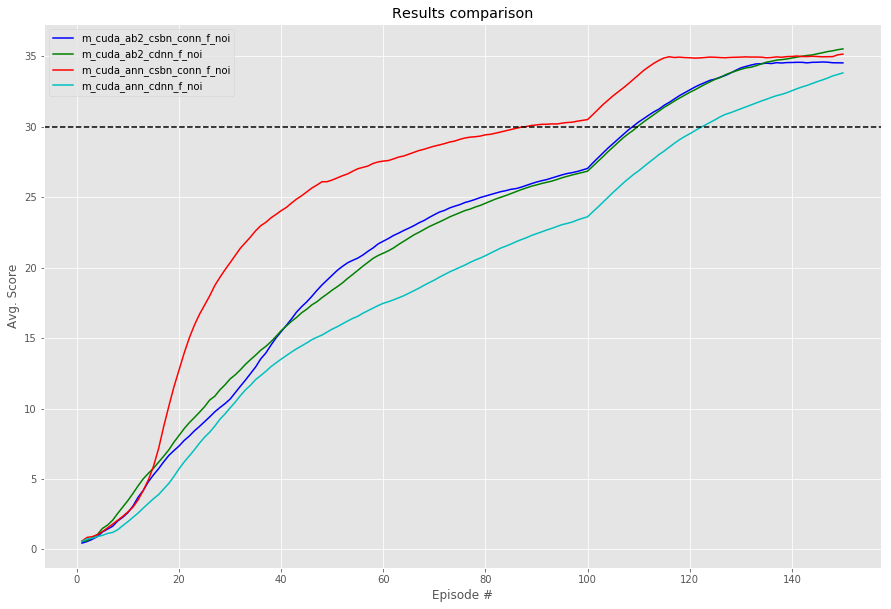 Results comparison
m_cuda_ab2_csbn_conn_f_noi
m_cuda_ab2_cdnn_f_noi
m_cuda_ann_csbn_conn_f_noi
m_cuda_ann_cdnn_f_noi
35
30
25
20
15
10
5
0
Avg. Score
0 20 40 60 80 100 120 140
Episode #